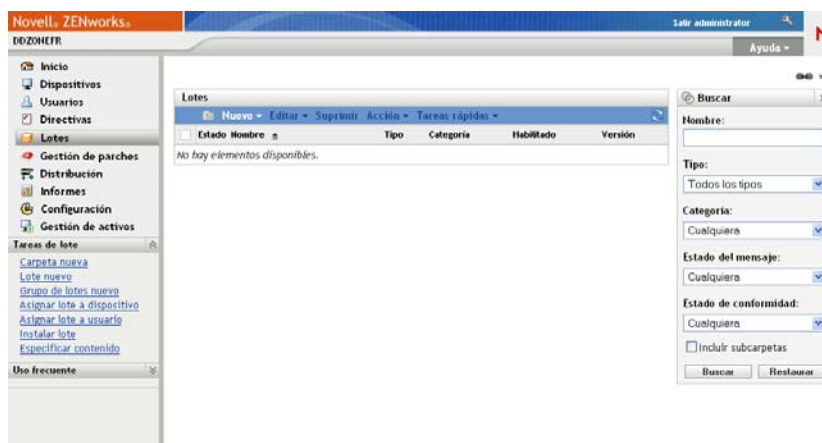 Novell® ZENworks®
Salir administrator
DDZONEFR
Ayuda
Inicio
Dispositivos
Usuarios
Directivas
Lotes
Gestión de parches
Distribución
Informes
Configuración
Gestión de activos
Tareas de lote
Carpeta nueva
Lote nuevo
Grupo de lotes nuevo
Asignar lote a dispositivo
Asignar lote a usuario
Instalar lote
Especificar contenido
Uso frecuente
Lotes
Nuevo Editar Suprimir Acción Tareas rápidas
Estado Nombre Tipo Categoría Habilitado Versión
No hay elementos disponibles.
Buscar
Nombre:
Tipo:
Todos los tipos
Categoría:
Cualquiera
Estado del mensaje:
Cualquiera
Estado de conformidad:
Cualquiera
Incluir subcarpetas
Buscar Restaurar